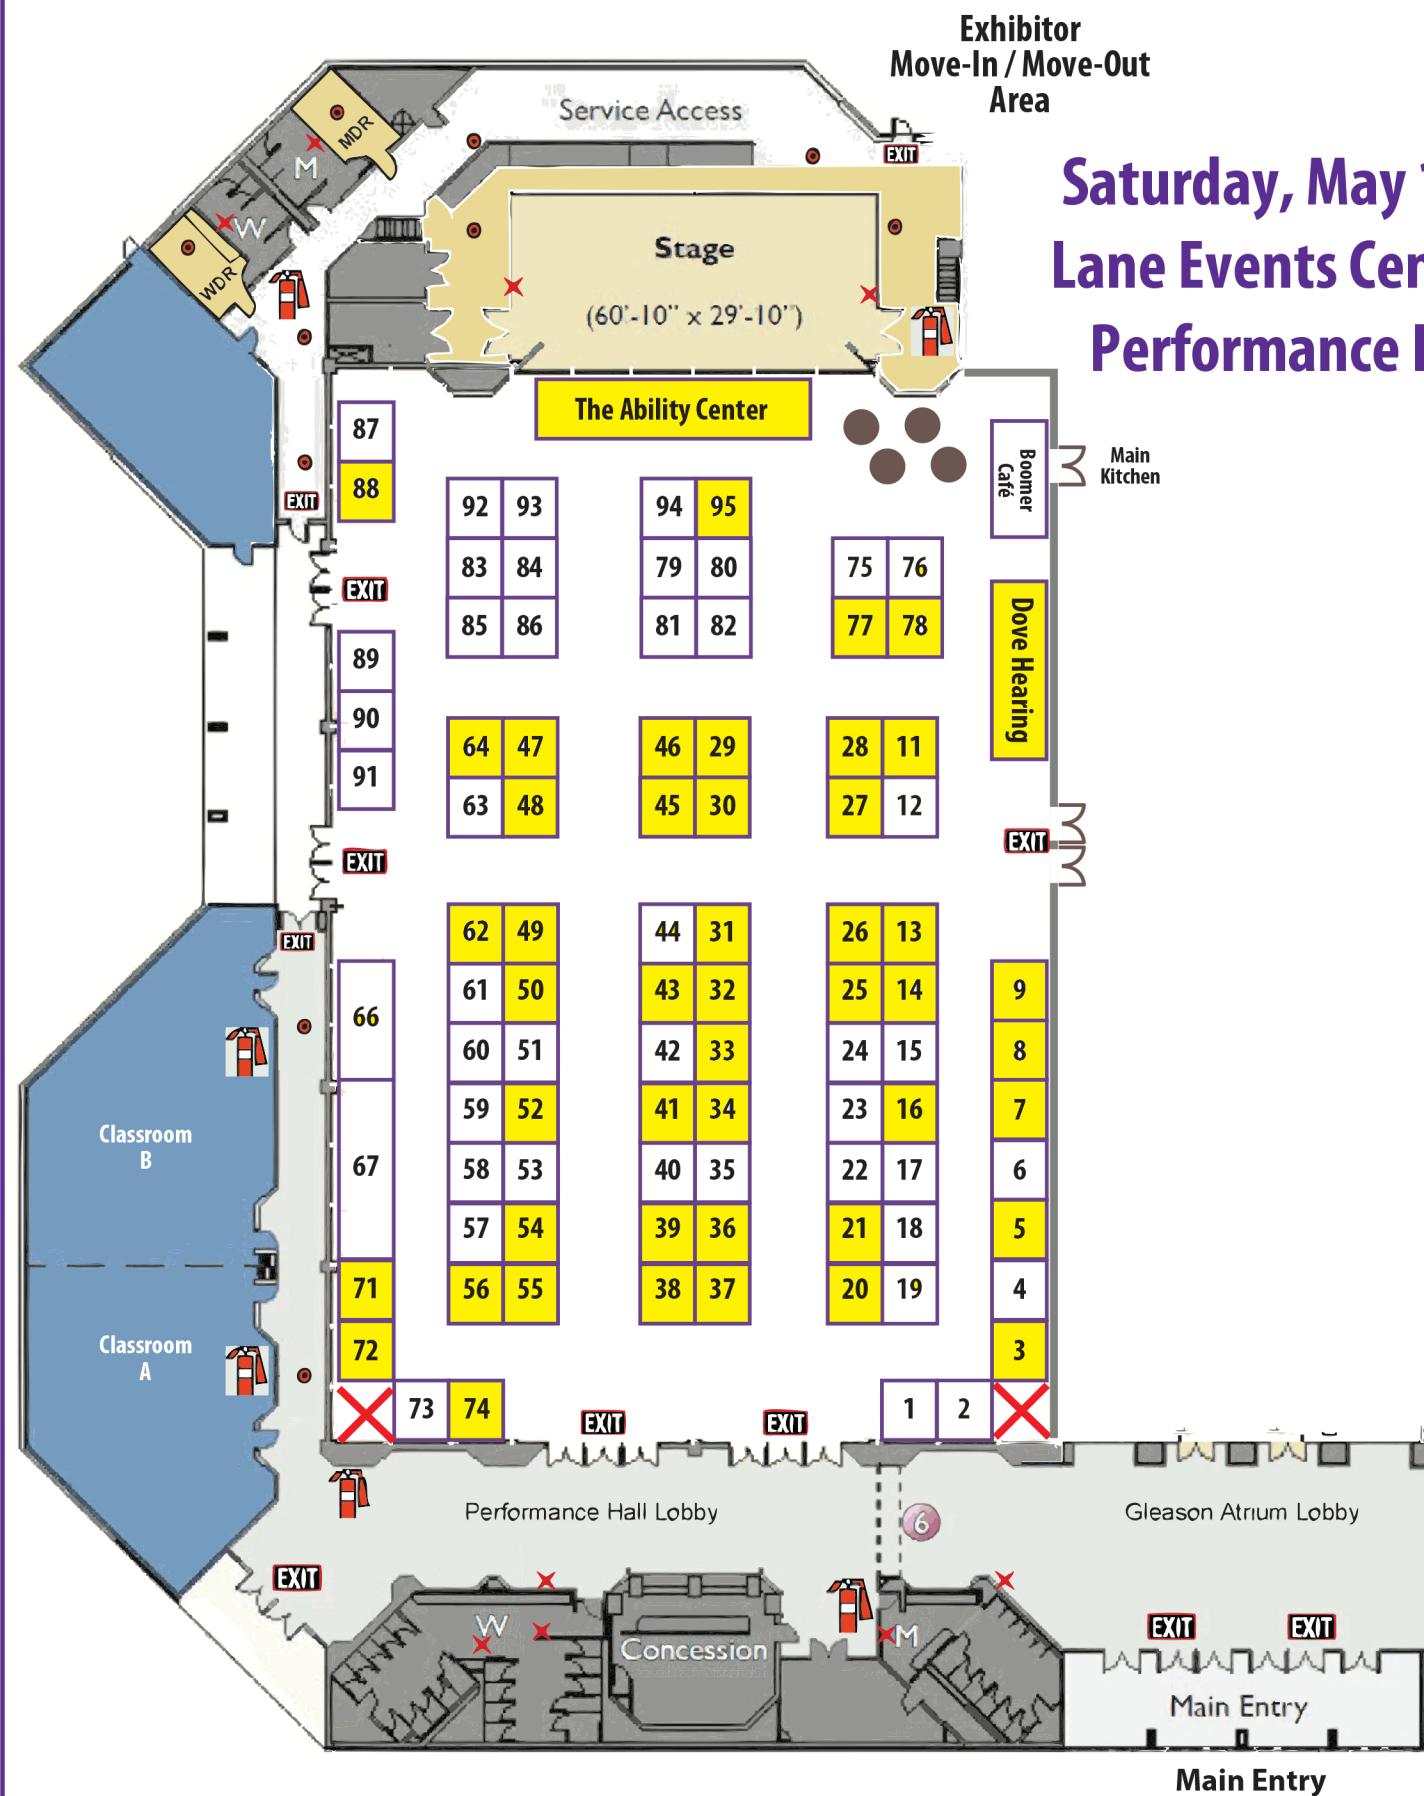 Exhibitor
Move-In / Move-Out
Area
Service Access
EXIT
MDR
M
W
WDR
Saturday, May
Lane Events Cen
Performance
Stage
(60'-10" x 29'-10")
The Ability Center
Boomer
Café
Main
Kitchen
87
88
EXIT
92 93 94 95
83 84 79 80 75 76
EXIT
85 86 81 82 77 78
Dove Hearing
89
90
91
64 47 46 29 28 11
63 48 45 30 27 12
EXIT
EXIT
62 49 44 31 26 13
EXIT
61 50 43 32 25 14 9
66
60 51 42 33 24 15 8
59 52 41 34 23 16 7
Classroom
B
67
58 53 40 35 22 17 6
57 54 39 36 21 18 5
71 56 55 38 37 20 19 4
Classroom
A
72 3
73 74 1 2
EXIT EXIT
Performance Hall Lobby
6
Gleason Atrium Lobby
EXIT
W
Concession
M
EXIT EXIT
Main Entry
Main Entry